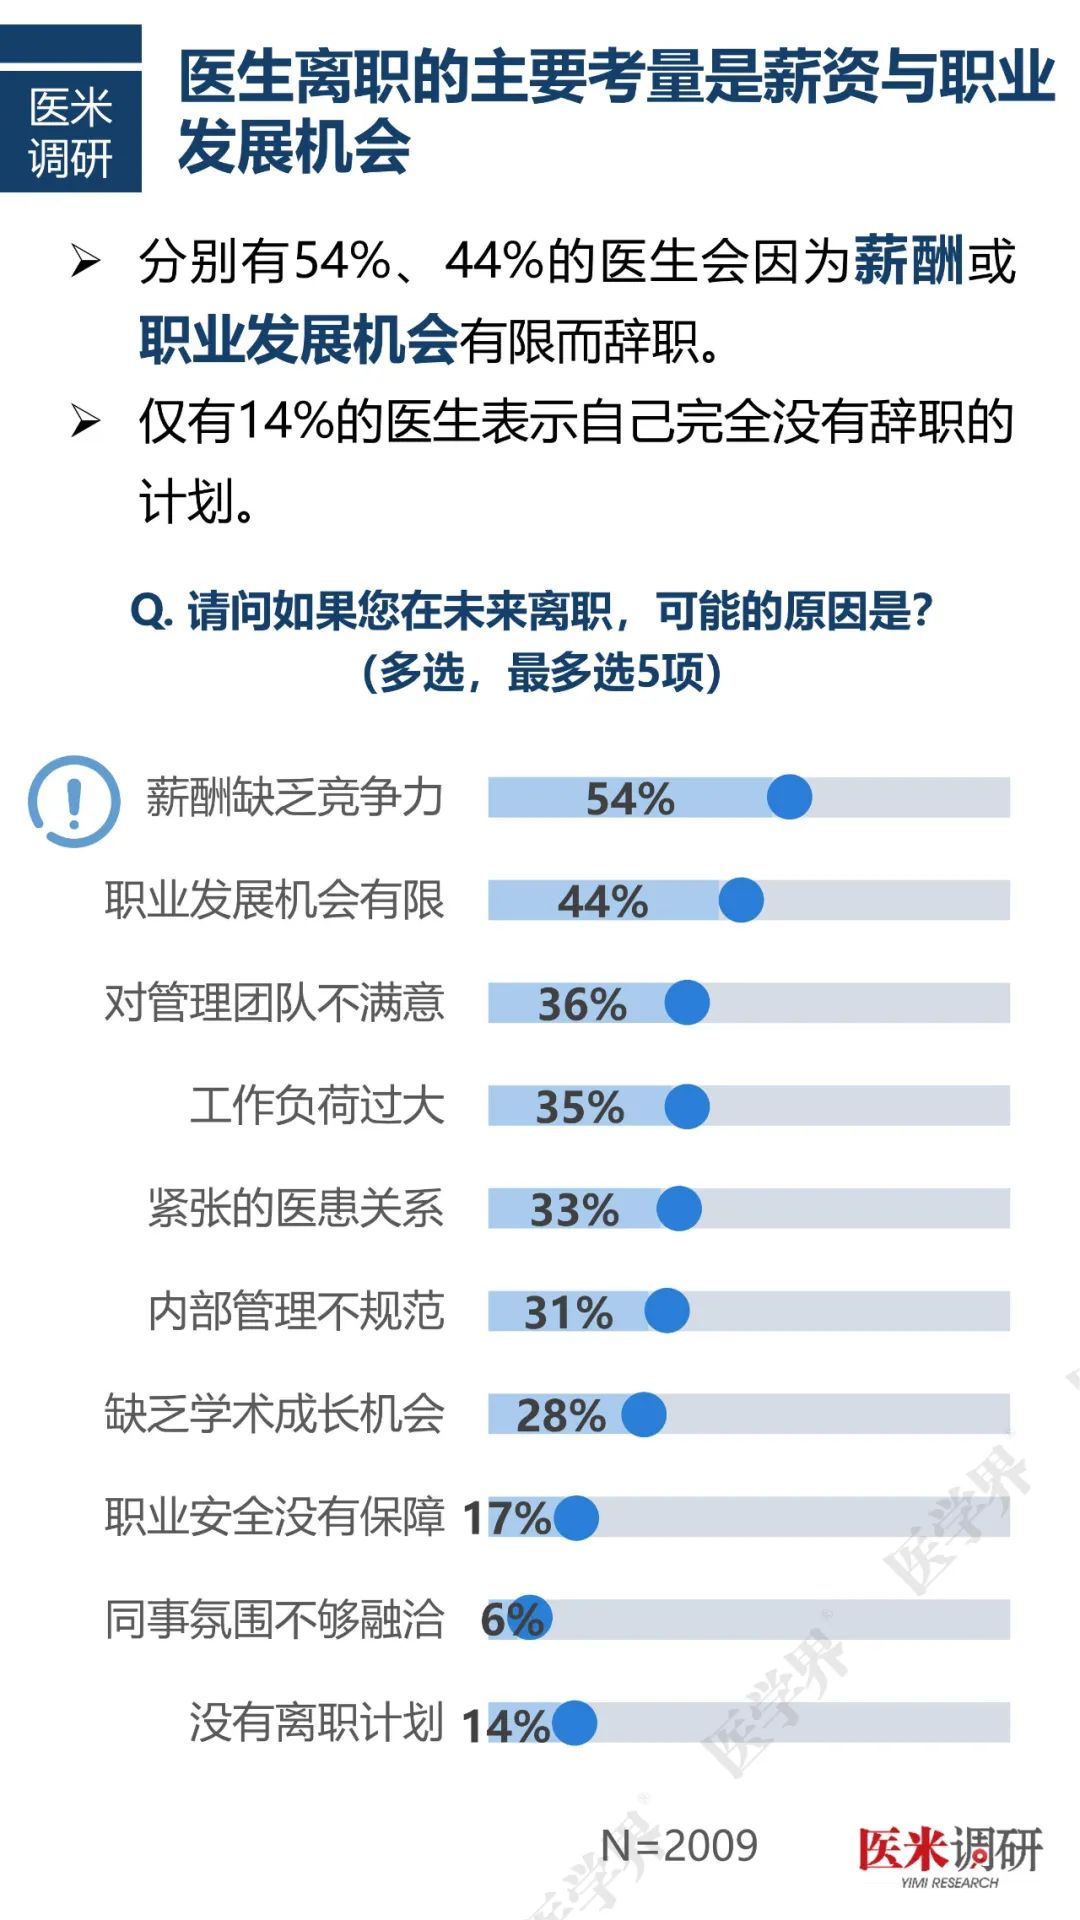 医米
调研
医生离职的主要考量是薪资与职业
发展机会
➢ 分别有54%、44%的医生会因为薪酬或
职业发展机会有限而辞职。
➢ 仅有14%的医生表示自己完全没有辞职的
计划。
Q. 请问如果您在未来离职，可能的原因是？
（多选，最多选5项）
薪酬缺乏竞争力 54%
职业发展机会有限 44%
对管理团队不满意 36%
工作负荷过大 35%
紧张的医患关系 33%
内部管理不规范 31%
缺乏学术成长机会 28%
职业安全没有保障 17%
同事氛围不够融洽 6%
没有离职计划 14%
医学界®
医学界®
医学界®
N=2009
医米调研
YIMI RESEARCH